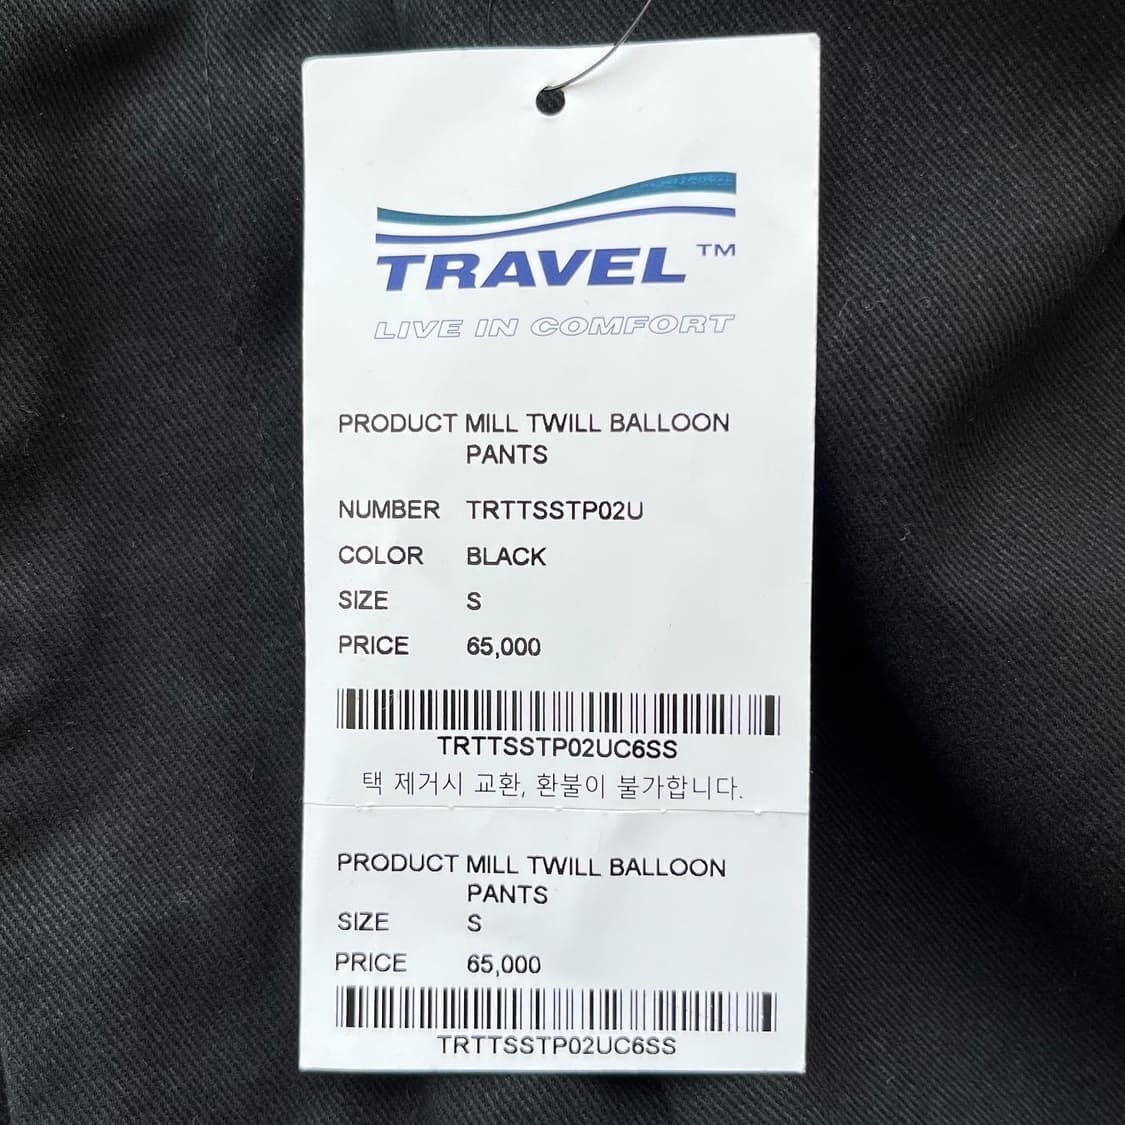 TRAVEL™
LIVE IN COMFORT
PRODUCT MILL TWILL BALLOON
PANTS
NUMBER TRTTSSTP02U
COLOR BLACK
SIZE S
PRICE 65,000
TRTTSSTP02UC6SS
택 제거시 교환, 환불이 불가합니다.
PRODUCT MILL TWILL BALLOON
PANTS
SIZE S
PRICE 65,000
TRTTSSTP02UC6SS